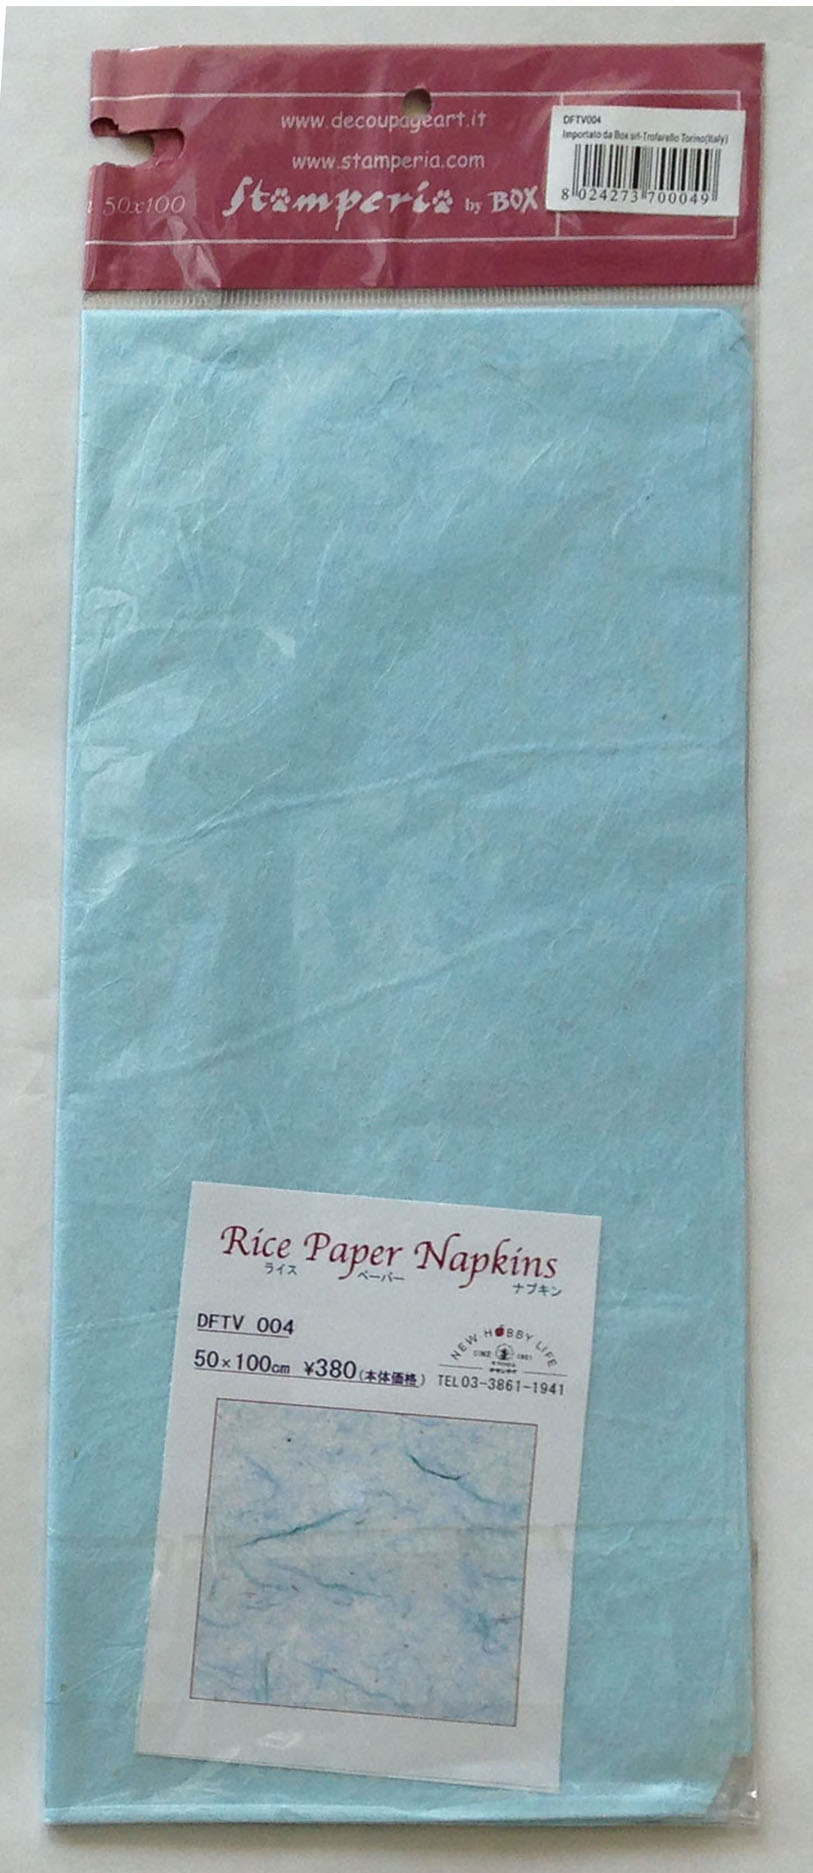 www.decoupageart.it
www.stamperia.com
50x100
Stamperia by BOX
DFTV004
Importato da Box srl-Trofarello Torino(Italy)
8 024273 700049
Rice Paper Napkins
ライス ペーパー ナプキン
DFTV 004
50×100cm ¥380(本体価格)
NEW HOBBY LIFE
TEL03-3861-1941